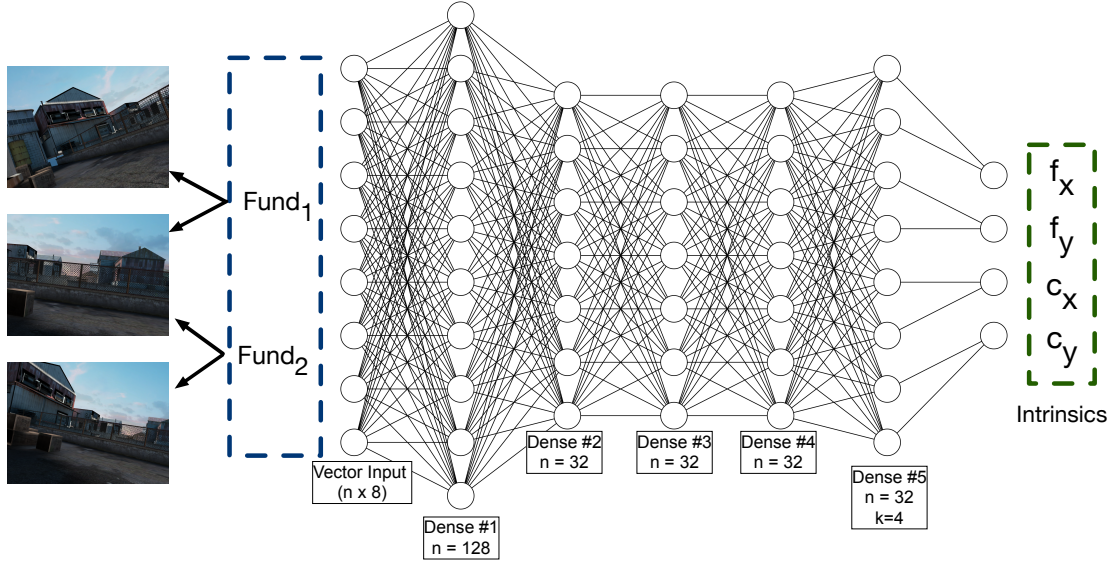 Fund1
Fund2
Vector Input
(n x 8)
Dense #1
n = 128
Dense #2
n = 32
Dense #3
n = 32
Dense #4
n = 32
Dense #5
n = 32
k=4
fx
fy
cx
cy
Intrinsics